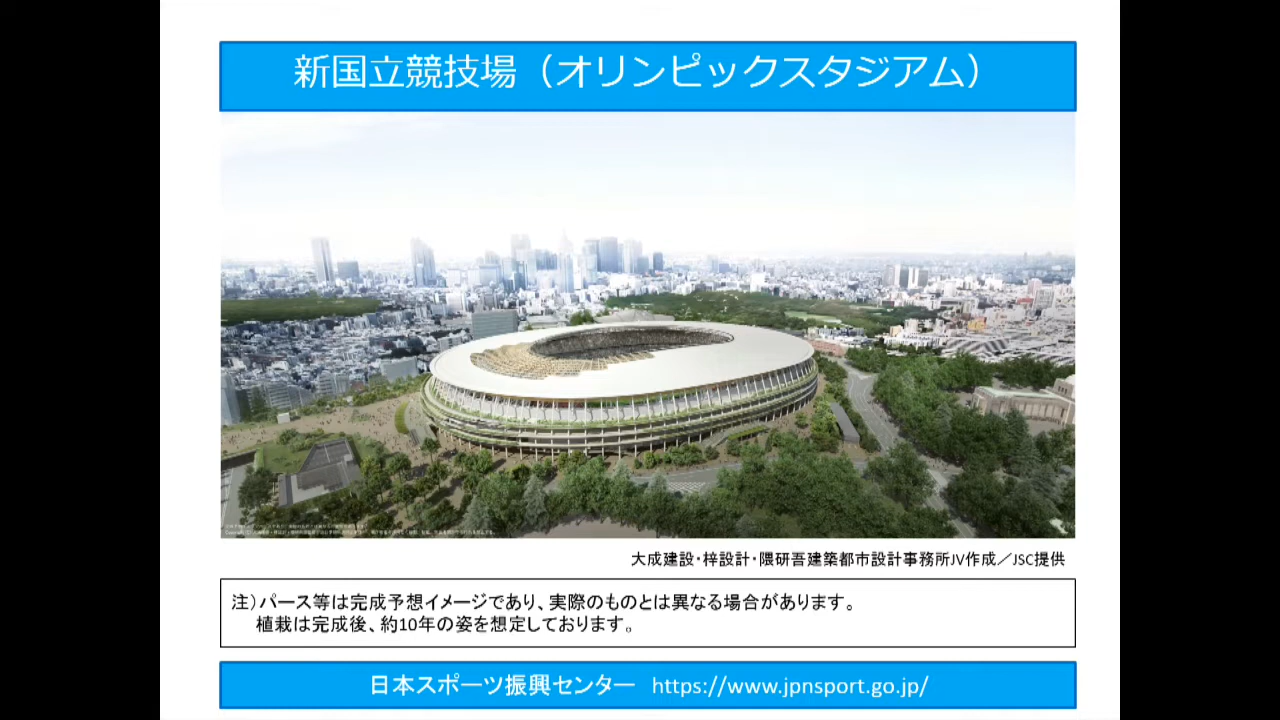 新国立競技場（オリンピックスタジアム）
大成建設・梓設計・隈研吾建築都市設計事務所JV作成／JSC提供
注）パース等は完成予想イメージであり、実際のものとは異なる場合があります。
植栽は完成後、約10年の姿を想定しております。
日本スポーツ振興センター https://www.jpnsport.go.jp/